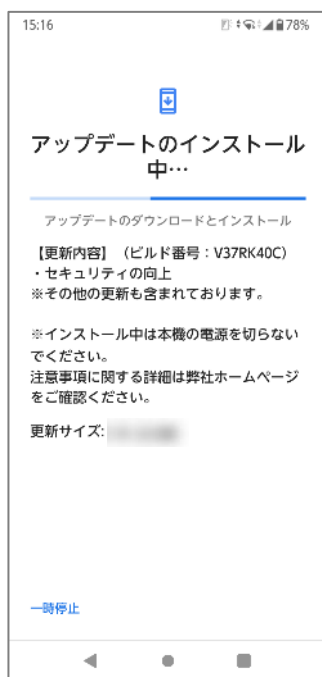 15:16
78%
アップデートのインストール
中…
アップデートのダウンロードとインストール
【更新内容】（ビルド番号：V37RK40C）
・セキュリティの向上
※その他の更新も含まれております。
※インストール中は本機の電源を切らない
でください。
注意事項に関する詳細は弊社ホームページ
をご確認ください。
更新サイズ:
一時停止